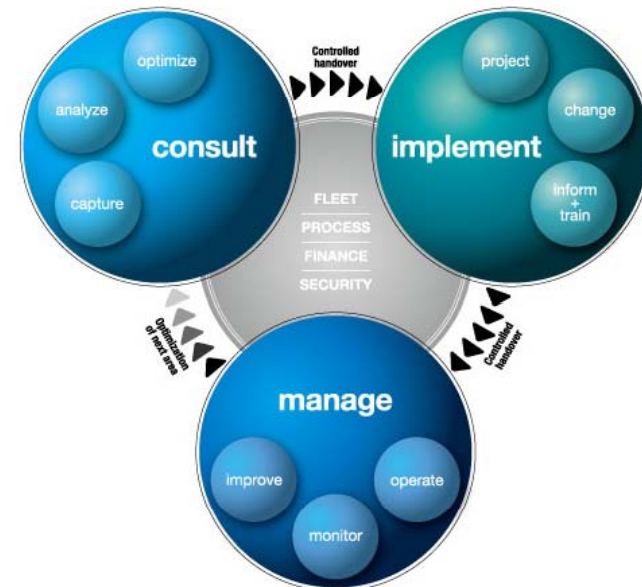 optimize
analyze
consult
capture
Controlled
handover
project
change
implement
inform
+
train
FLEET
PROCESS
FINANCE
SECURITY
Optimization
of next area
Controlled
handover
manage
improve
operate
monitor